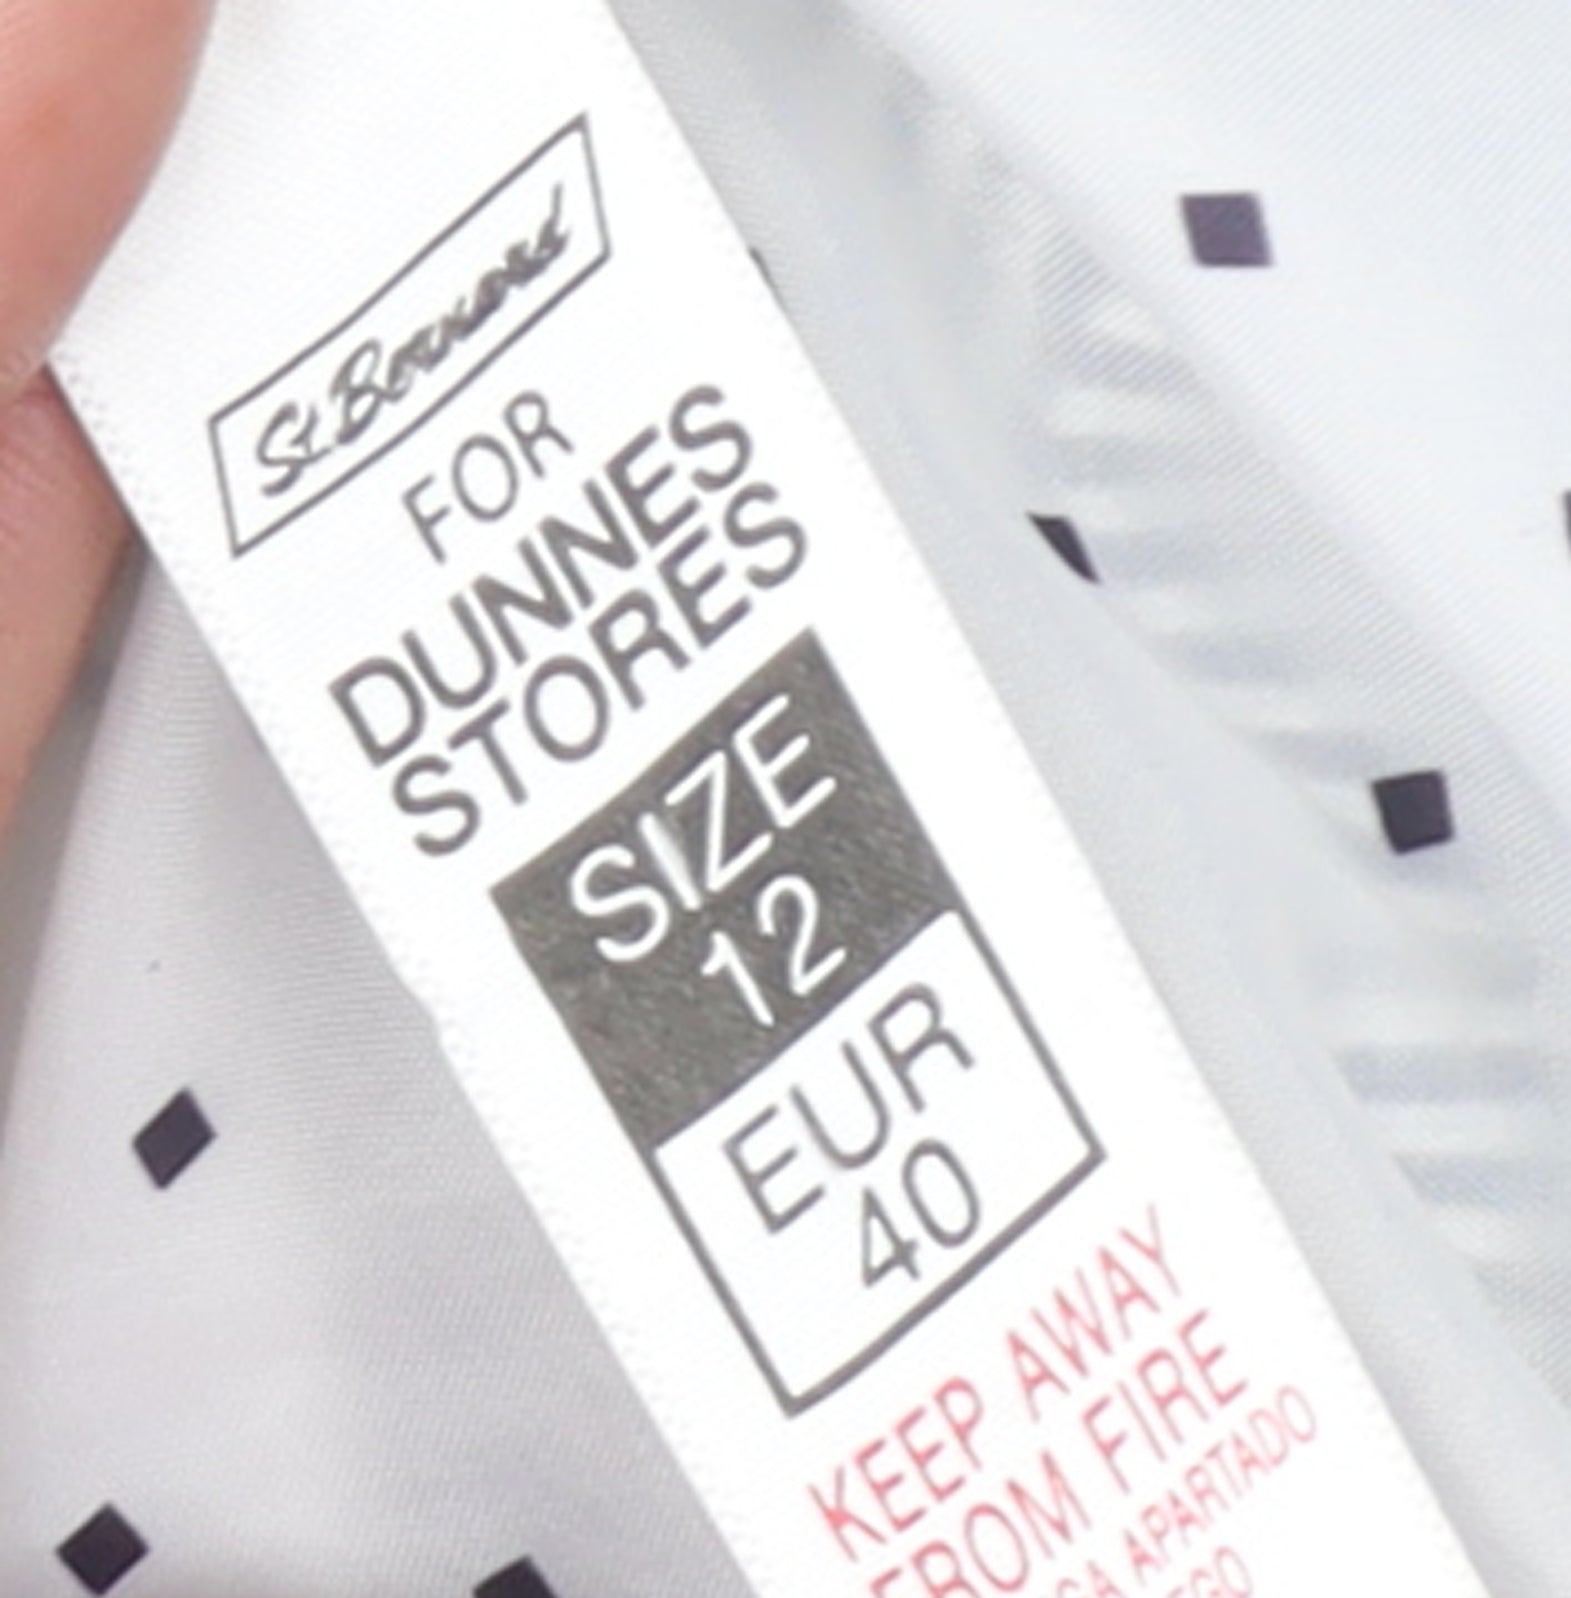 St. Bernard
FOR
DUNNES
STORES
SIZE
12
EUR
40
KEEP AWAY
FROM FIRE
APARTADO